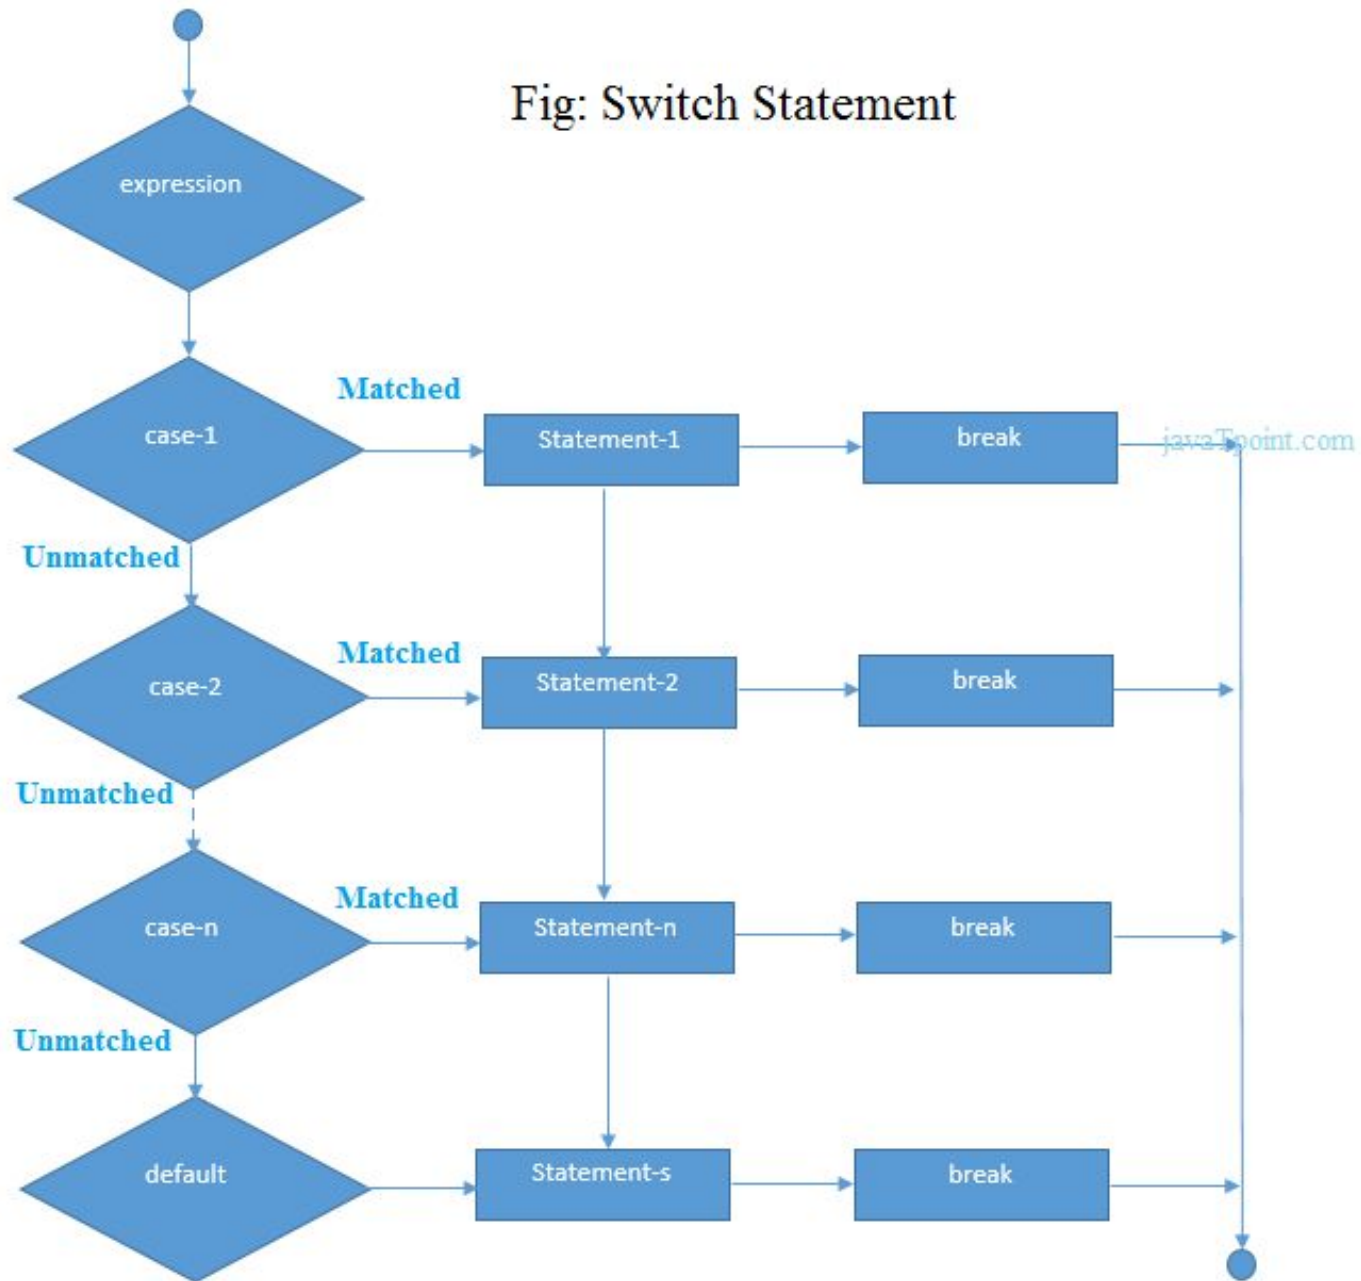 Fig: Switch Statement
expression
case-1
Matched
Statement-1
break
javaTpoint.com
Unmatched
case-2
Matched
Statement-2
break
Unmatched
case-n
Matched
Statement-n
break
Unmatched
default
Statement-s
break